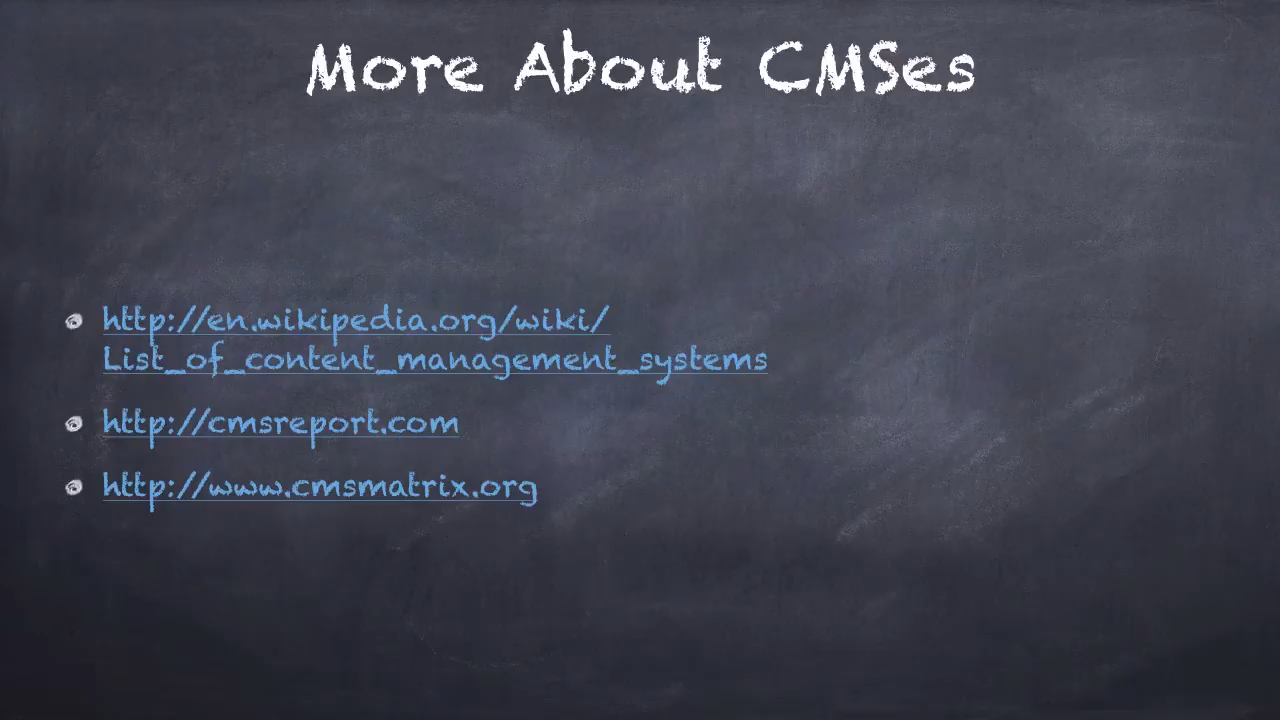 More About CMSes
http://en.wikipedia.org/wiki/
List_of_content_management_systems
http://cmsreport.com
http://www.cmsmatrix.org